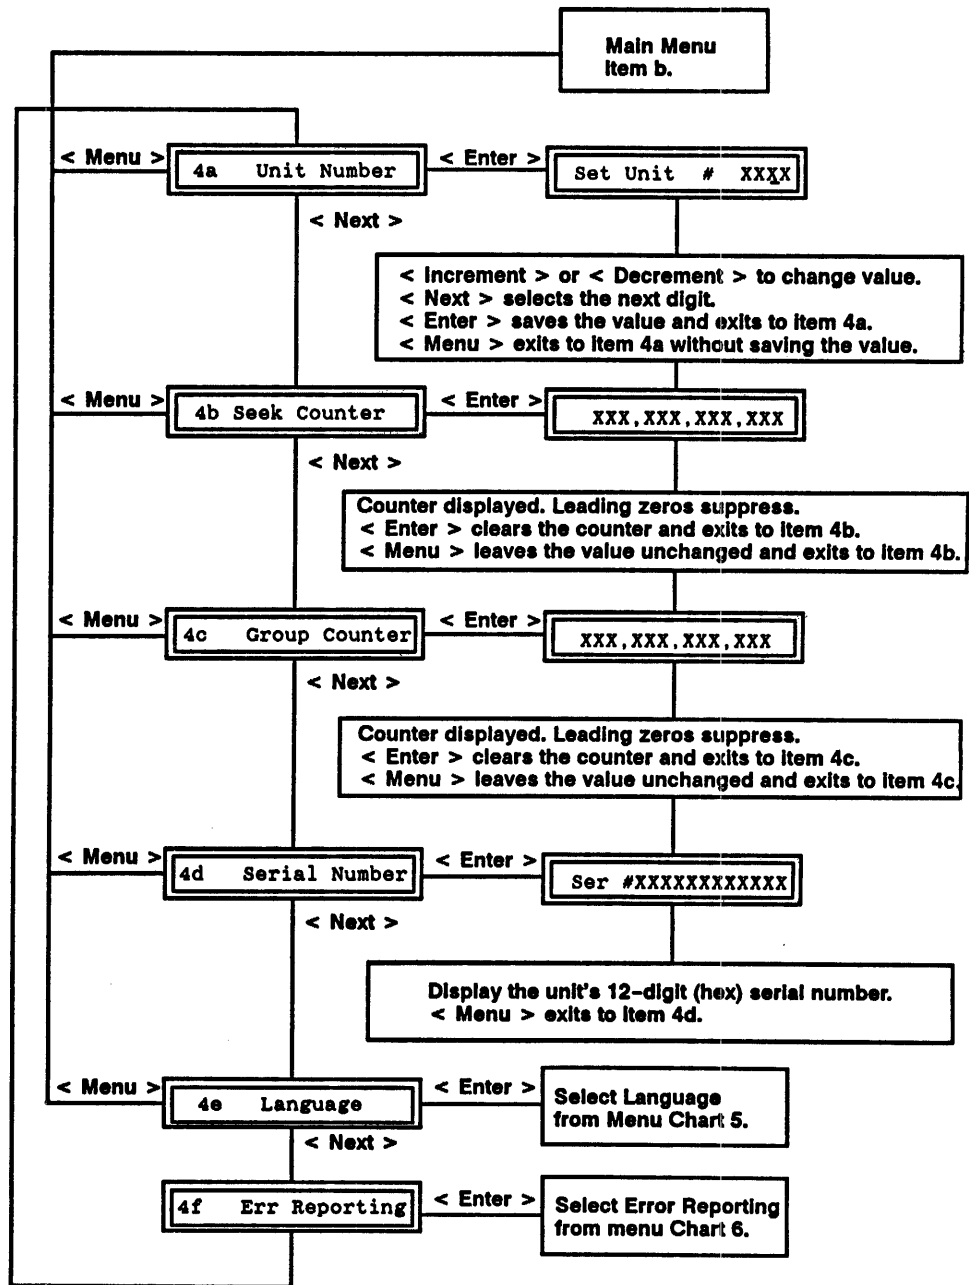 Main Menu
Item b.
< Menu >
4a Unit Number
< Enter >
Set Unit # XXXX
< Next >
< Increment > or < Decrement > to change value.
< Next > selects the next digit.
< Enter > saves the value and exits to item 4a.
< Menu > exits to item 4a without saving the value.
< Menu >
4b Seek Counter
< Enter >
XXX,XXX,XXX,XXX
< Next >
Counter displayed. Leading zeros suppress.
< Enter > clears the counter and exits to item 4b.
< Menu > leaves the value unchanged and exits to item 4b.
< Menu >
4c Group Counter
< Enter >
XXX,XXX,XXX,XXX
< Next >
Counter displayed. Leading zeros suppress.
< Enter > clears the counter and exits to item 4c.
< Menu > leaves the value unchanged and exits to item 4c.
< Menu >
4d Serial Number
< Enter >
Ser #XXXXXXXXXXXX
< Next >
Display the unit's 12-digit (hex) serial number.
< Menu > exits to item 4d.
< Menu >
4e Language
< Enter >
Select Language
from Menu Chart 5.
< Next >
4f Err Reporting
< Enter >
Select Error Reporting
from menu Chart 6.